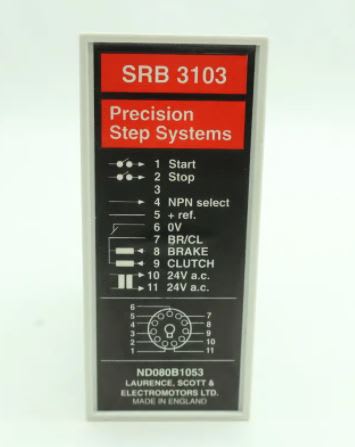 SRB 3103
Precision
Step Systems
1 Start
2 Stop
3
4 NPN select
5 + ref.
6 0V
7 BR/CL
8 BRAKE
9 CLUTCH
10 24V a.c.
11 24V a.c.
6
5 7
4 8
3 9
2 10
1 11
ND080B1053
LAURENCE, SCOTT &
ELECTROMOTORS LTD.
MADE IN ENGLAND